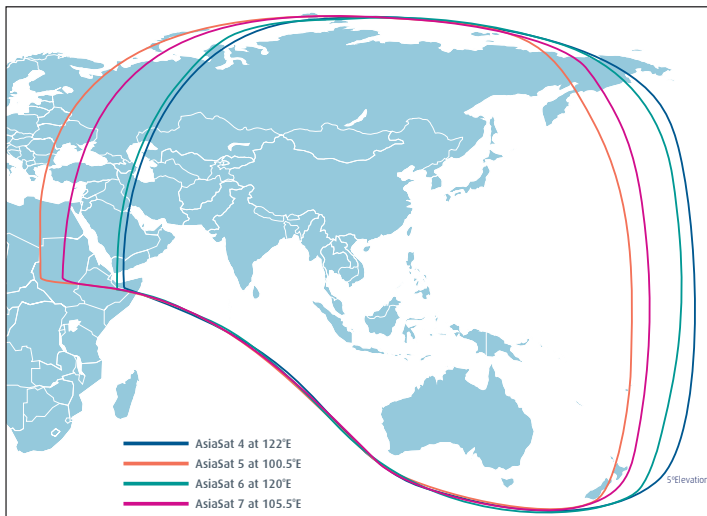 AsiaSat 4 at 122°E
AsiaSat 5 at 100.5°E
AsiaSat 6 at 120°E
AsiaSat 7 at 105.5°E
5°Elevation